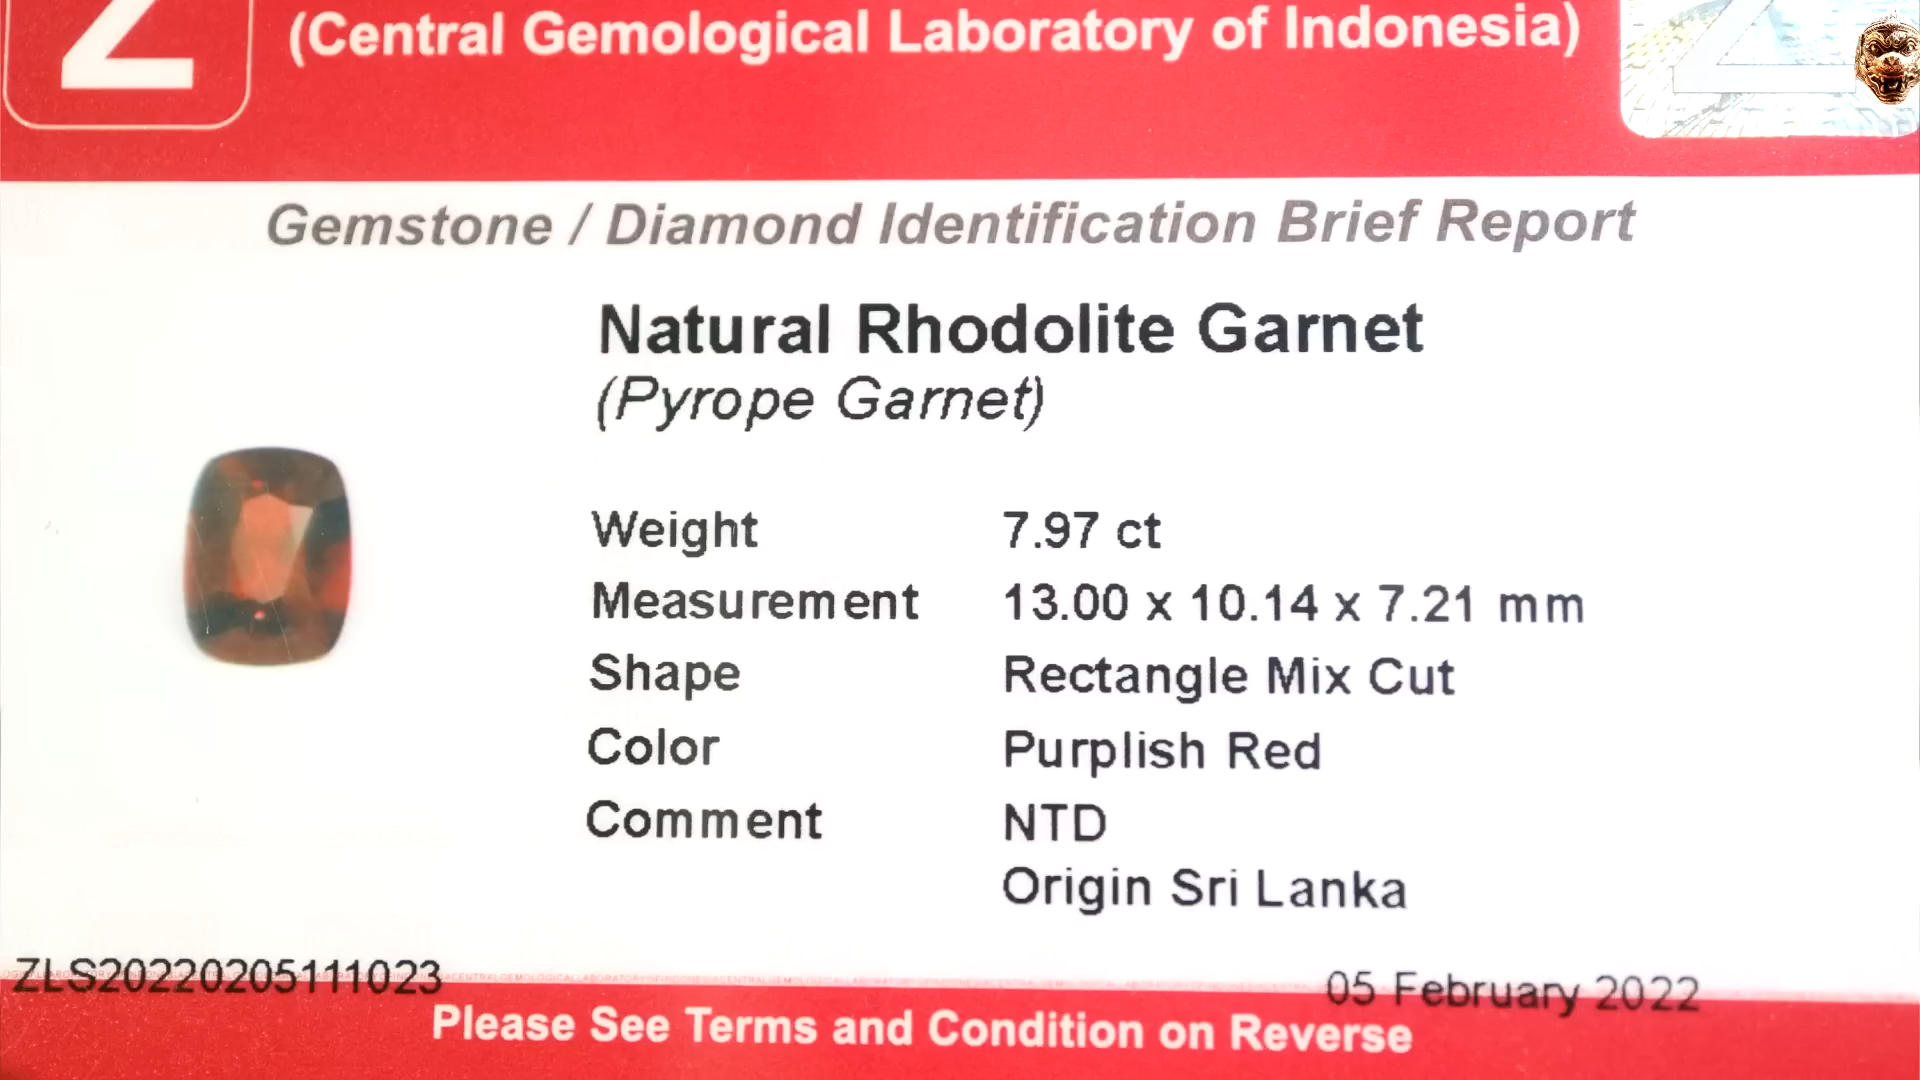 Z
(Central Gemological Laboratory of Indonesia)
Gemstone / Diamond Identification Brief Report
Natural Rhodolite Garnet
(Pyrope Garnet)
Weight 7.97 ct
Measurement 13.00 x 10.14 x 7.21 mm
Shape Rectangle Mix Cut
Color Purplish Red
Comment NTD
Origin Sri Lanka
ZLS20220205111023
05 February 2022
Please See Terms and Condition on Reverse